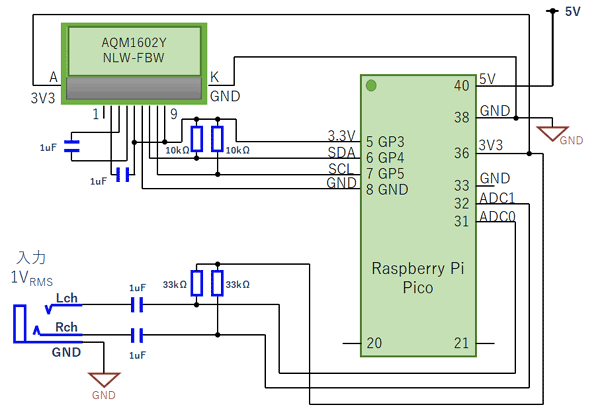 5V
AQM1602Y
NLW-FBW
A
K
3V3
GND
1
9
1uF
1uF
10kΩ
10kΩ
3.3V
SDA
SCL
GND
5 GP3
6 GP4
7 GP5
8 GND
40
5V
38
GND
GND
36
3V3
33
GND
32
ADC1
31
ADC0
Raspberry Pi
Pico
20
21
入力
1VRMS
Lch
Rch
GND
GND
1uF
1uF
33kΩ
33kΩ